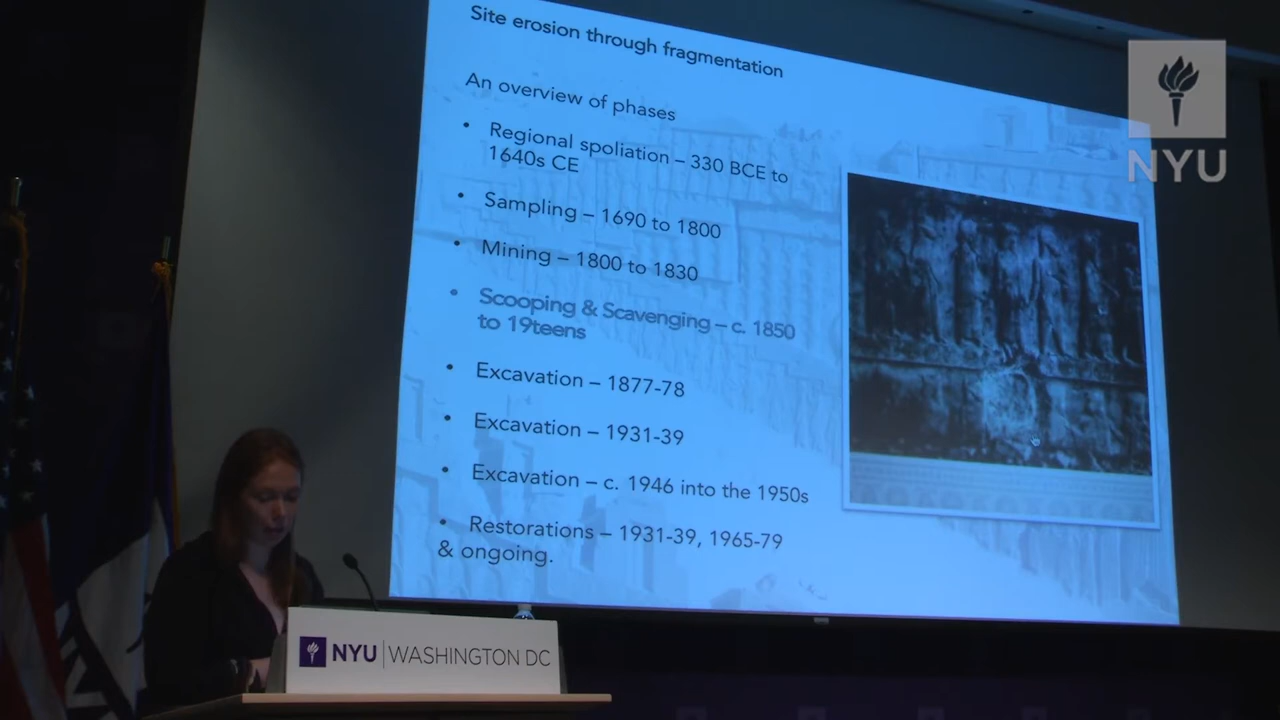 Site erosion through fragmentation
An overview of phases
• Regional spoliation – 330 BCE to
1640s CE
• Sampling – 1690 to 1800
• Mining – 1800 to 1830
• Scooping & Scavenging – c. 1850
to 19teens
• Excavation – 1877-78
• Excavation – 1931-39
• Excavation – c. 1946 into the 1950s
• Restorations – 1931-39, 1965-79
& ongoing.
NYU
NYU | WASHINGTON DC